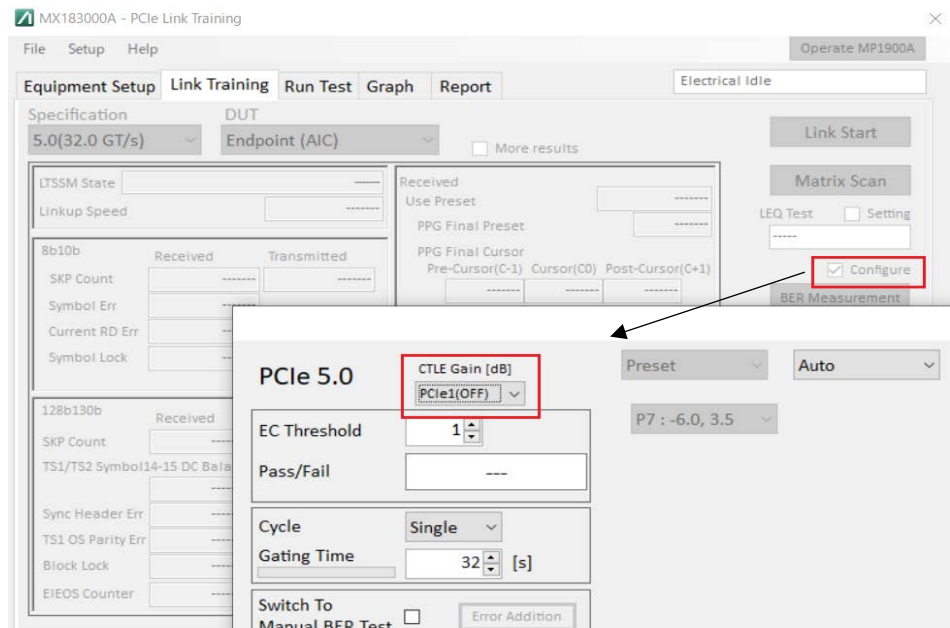 MX183000A - PCIe Link Training
File Setup Help Operate MP1900A
Equipment Setup Link Training Run Test Graph Report Electrical Idle
Specification DUT
5.0(32.0 GT/s) Endpoint (AIC) More results Link Start
LTSSM State ----- Received Matrix Scan
Linkup Speed ------- Use Preset -------
LEQ Test Setting
PPG Final Preset -------
-----
8b10b Received Transmitted PPG Final Cursor
Pre-Cursor(C-1) Cursor(C0) Post-Cursor(C+1) Configure
SKP Count ------- ------- ------- ------- -------
BER Measurement
Symbol Err -------
Current RD Err
Symbol Lock
PCIe 5.0 CTLE Gain [dB] Preset Auto
PCIe1(OFF)
128b130b Received EC Threshold 1 P7 : -6.0, 3.5
SKP Count ----
TS1/TS2 Symbol14-15 DC Bala Pass/Fail ---
----
Sync Header Err ---- Cycle Single
TS1 OS Parity Err ----
Block Lock ---- Gating Time 32 [s]
EIEOS Counter ---- Switch To
Manual BER Test Error Addition